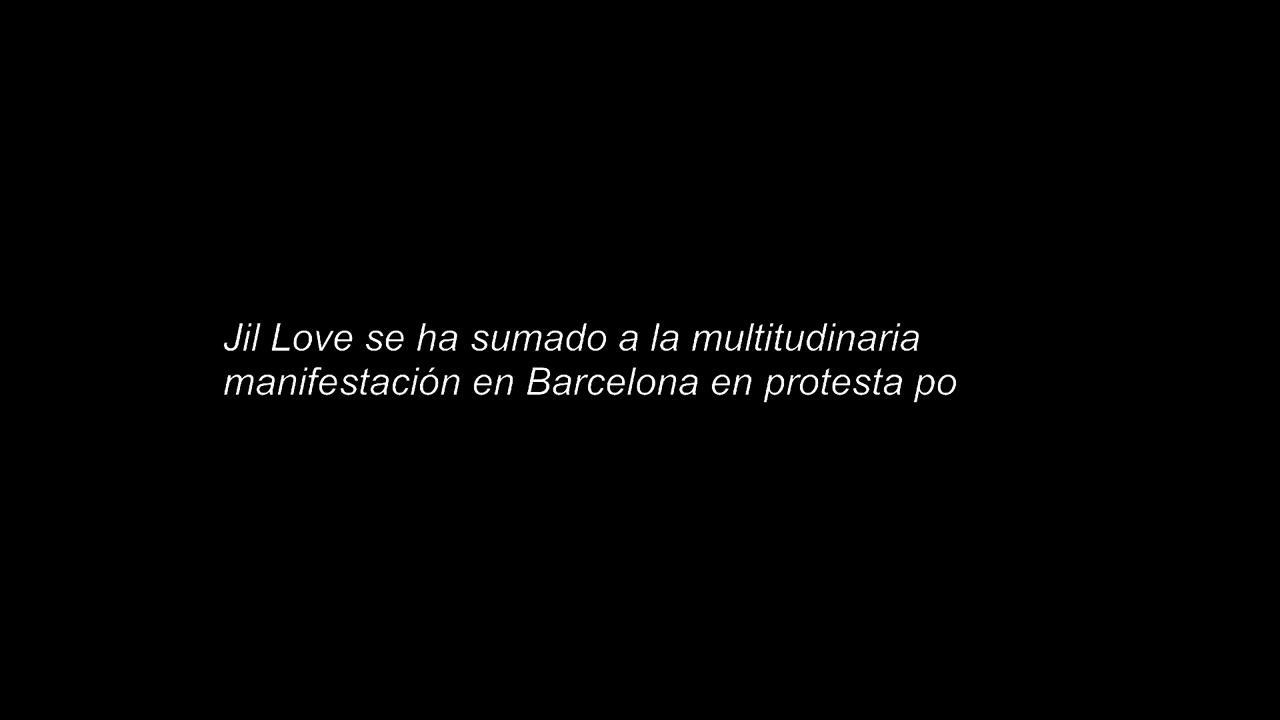 Jil Love se ha sumado a la multitudinaria
manifestación en Barcelona en protesta po